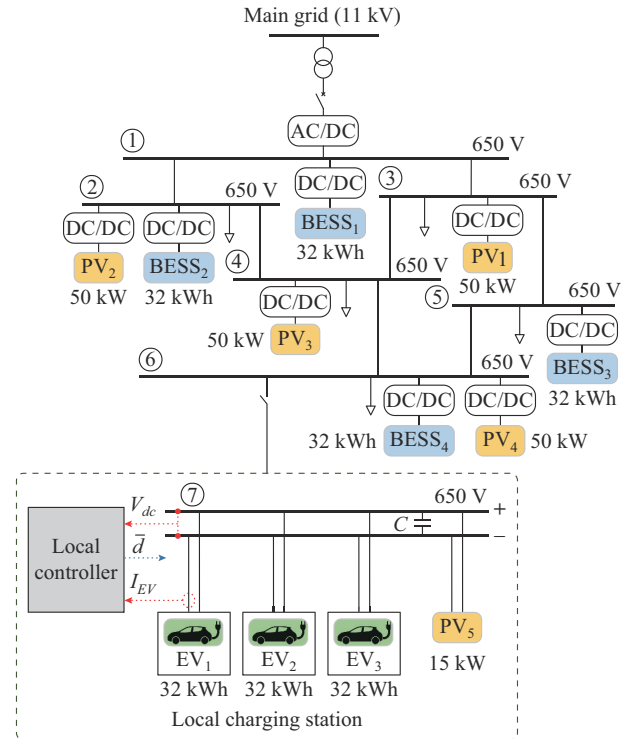 Main grid (11 kV)
AC/DC
① 650 V
② 650 V
DC/DC
③ 650 V
DC/DC DC/DC
BESS₁
DC/DC
PV₂ BESS₂
32 kWh
PV₁
50 kW 32 kWh
④ 650 V
50 kW
DC/DC
⑤ 650 V
50 kW PV₃
DC/DC
⑥ 650 V
BESS₃
DC/DC DC/DC
32 kWh
32 kWh BESS₄ PV₄ 50 kW
⑦ 650 V
V_dc
+
C
Local
controller
d̄
−
I_EV
EV₁ EV₂ EV₃
PV₅
32 kWh 32 kWh 32 kWh
15 kW
Local charging station